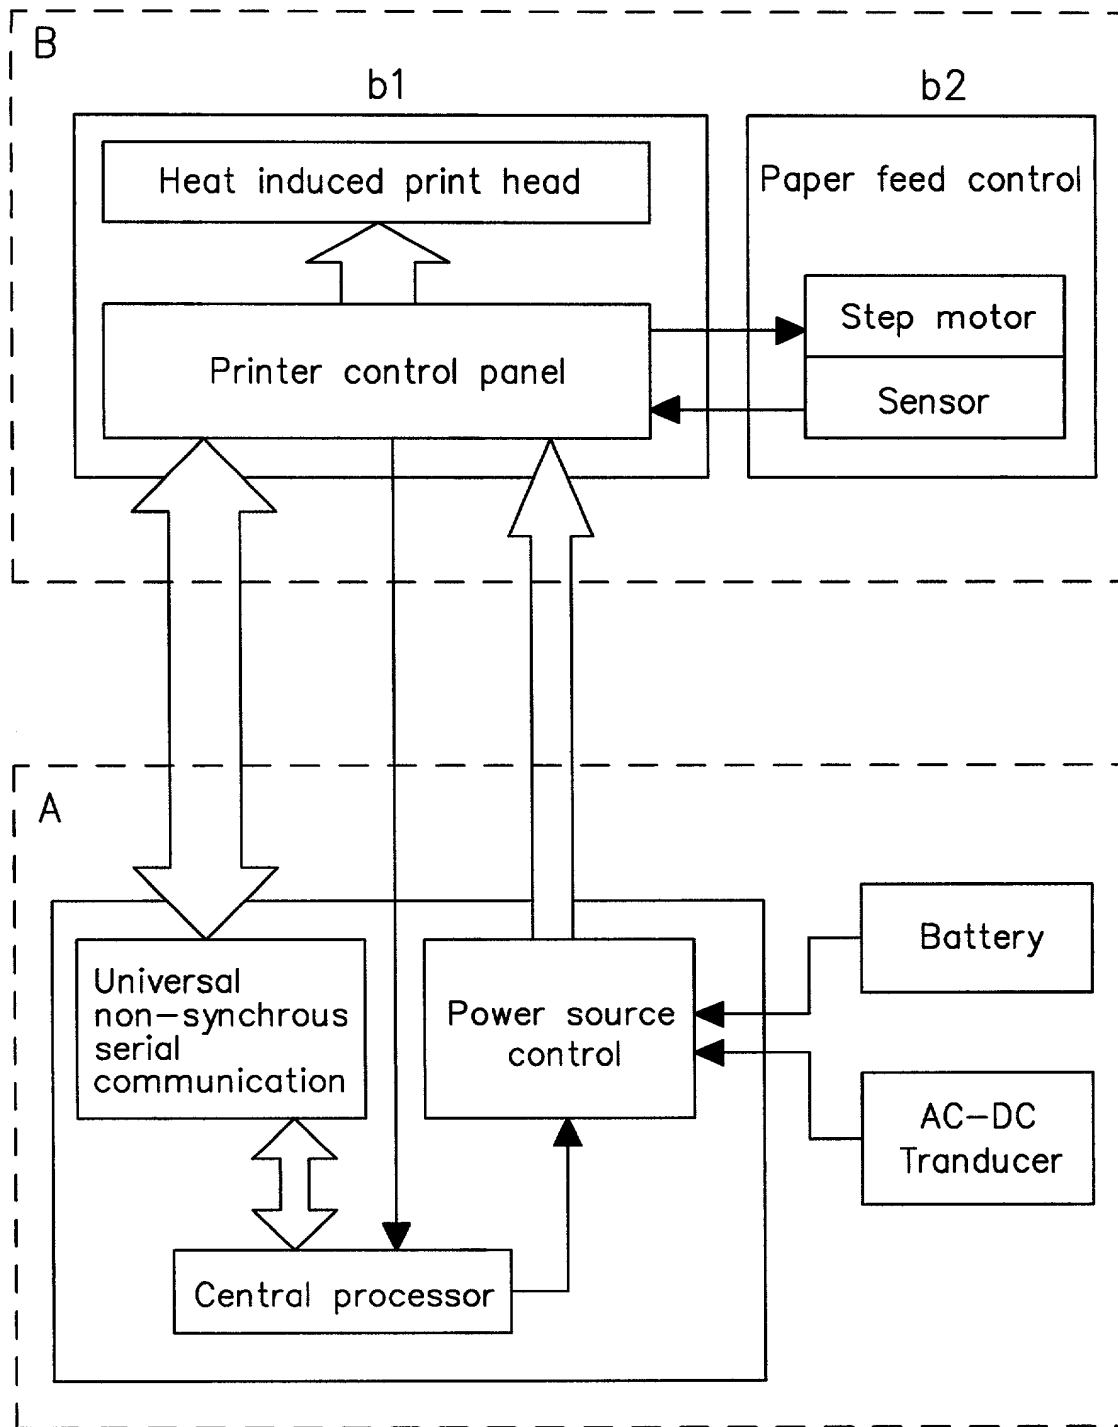 B
b1
b2
Heat induced print head
Paper feed control
Printer control panel
Step motor
Sensor
A
Universal
non-synchrous
serial
communication
Power source
control
Battery
AC-DC
Tranducer
Central processor